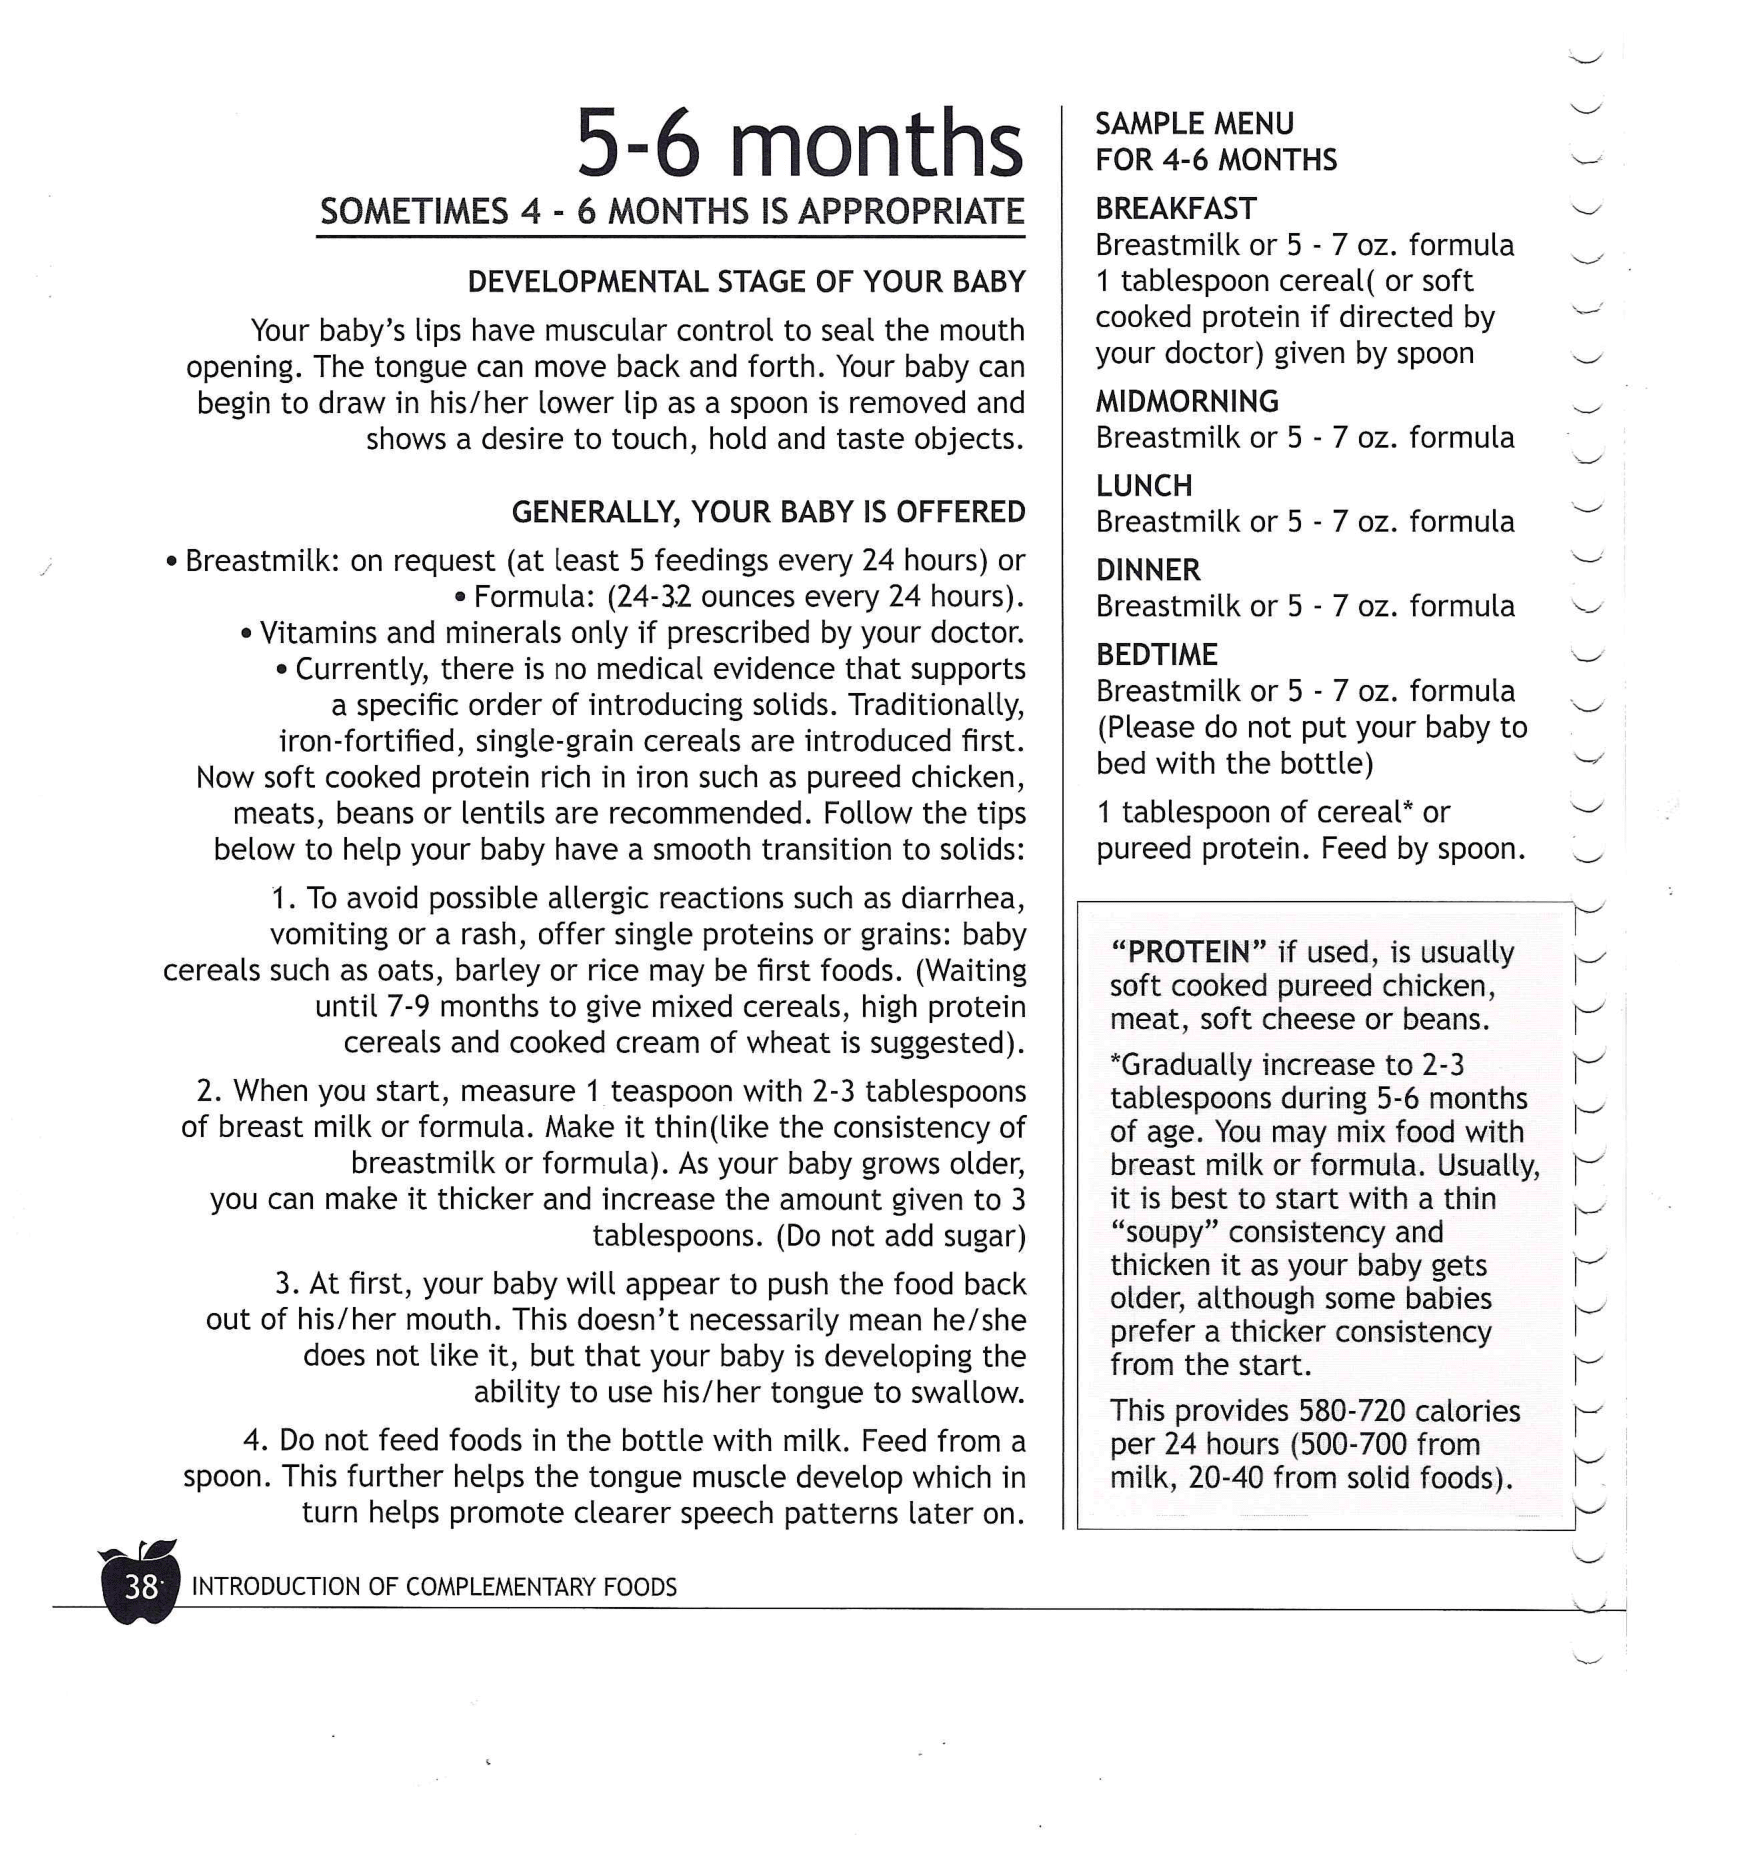 5-6 months
SOMETIMES 4 - 6 MONTHS IS APPROPRIATE
DEVELOPMENTAL STAGE OF YOUR BABY
Your baby's lips have muscular control to seal the mouth
opening. The tongue can move back and forth. Your baby can
begin to draw in his/her lower lip as a spoon is removed and
shows a desire to touch, hold and taste objects.
GENERALLY, YOUR BABY IS OFFERED
• Breastmilk: on request (at least 5 feedings every 24 hours) or
• Formula: (24-32 ounces every 24 hours).
• Vitamins and minerals only if prescribed by your doctor.
• Currently, there is no medical evidence that supports
a specific order of introducing solids. Traditionally,
iron-fortified, single-grain cereals are introduced first.
Now soft cooked protein rich in iron such as pureed chicken,
meats, beans or lentils are recommended. Follow the tips
below to help your baby have a smooth transition to solids:
1. To avoid possible allergic reactions such as diarrhea,
vomiting or a rash, offer single proteins or grains: baby
cereals such as oats, barley or rice may be first foods. (Waiting
until 7-9 months to give mixed cereals, high protein
cereals and cooked cream of wheat is suggested).
2. When you start, measure 1 teaspoon with 2-3 tablespoons
of breast milk or formula. Make it thin(like the consistency of
breastmilk or formula). As your baby grows older,
you can make it thicker and increase the amount given to 3
tablespoons. (Do not add sugar)
3. At first, your baby will appear to push the food back
out of his/her mouth. This doesn't necessarily mean he/she
does not like it, but that your baby is developing the
ability to use his/her tongue to swallow.
4. Do not feed foods in the bottle with milk. Feed from a
spoon. This further helps the tongue muscle develop which in
turn helps promote clearer speech patterns later on.
SAMPLE MENU
FOR 4-6 MONTHS
BREAKFAST
Breastmilk or 5 - 7 oz. formula
1 tablespoon cereal( or soft
cooked protein if directed by
your doctor) given by spoon
MIDMORNING
Breastmilk or 5 - 7 oz. formula
LUNCH
Breastmilk or 5 - 7 oz. formula
DINNER
Breastmilk or 5 - 7 oz. formula
BEDTIME
Breastmilk or 5 - 7 oz. formula
(Please do not put your baby to
bed with the bottle)
1 tablespoon of cereal* or
pureed protein. Feed by spoon.
"PROTEIN" if used, is usually
soft cooked pureed chicken,
meat, soft cheese or beans.
*Gradually increase to 2-3
tablespoons during 5-6 months
of age. You may mix food with
breast milk or formula. Usually,
it is best to start with a thin
"soupy" consistency and
thicken it as your baby gets
older, although some babies
prefer a thicker consistency
from the start.
This provides 580-720 calories
per 24 hours (500-700 from
milk, 20-40 from solid foods).
38 INTRODUCTION OF COMPLEMENTARY FOODS